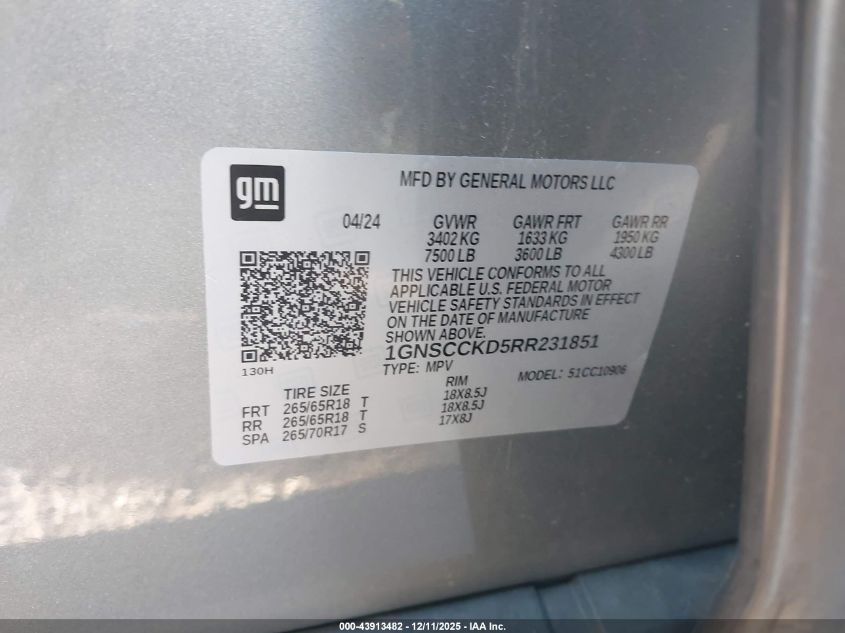 gm
MFD BY GENERAL MOTORS LLC
04/24 GVWR GAWR FRT GAWR RR
3402 KG 1633 KG 1950 KG
7500 LB 3600 LB 4300 LB
THIS VEHICLE CONFORMS TO ALL
APPLICABLE U.S. FEDERAL MOTOR
VEHICLE SAFETY STANDARDS IN EFFECT
ON THE DATE OF MANUFACTURE
SHOWN ABOVE.
1GNSCCKD5RR231851
130H
TYPE: MPV MODEL: 51CC10906
TIRE SIZE RIM
FRT 265/65R18 T 18X8.5J
RR 265/65R18 T 18X8.5J
SPA 265/70R17 S 17X8J
000-43913482 - 12/11/2025 - IAA Inc.